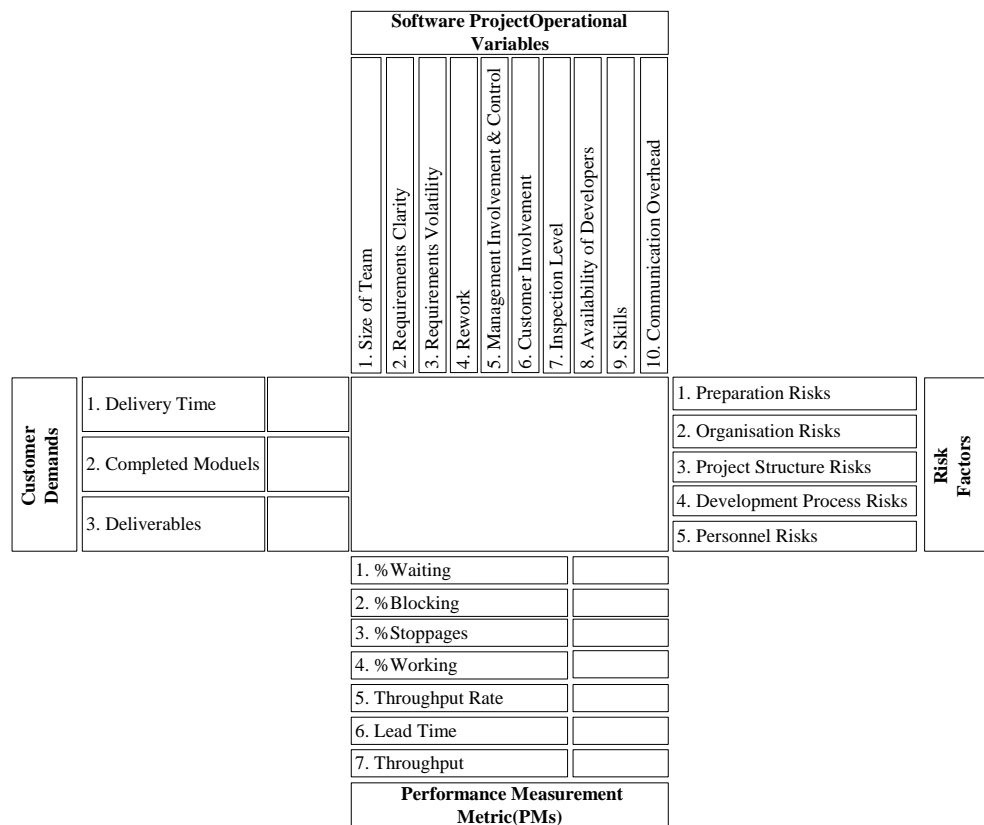 Software ProjectOperational
Variables
1. Size of Team
2. Requirements Clarity
3. Requirements Volatility
4. Rework
5. Management Involvement & Control
6. Customer Involvement
7. Inspection Level
8. Availability of Developers
9. Skills
10. Communication Overhead
Customer
Demands
1. Delivery Time
2. Completed Moduels
3. Deliverables
1. Preparation Risks
2. Organisation Risks
3. Project Structure Risks
4. Development Process Risks
5. Personnel Risks
Risk
Factors
1. %Waiting
2. %Blocking
3. %Stoppages
4. %Working
5. Throughput Rate
6. Lead Time
7. Throughput
Performance Measurement
Metric(PMs)